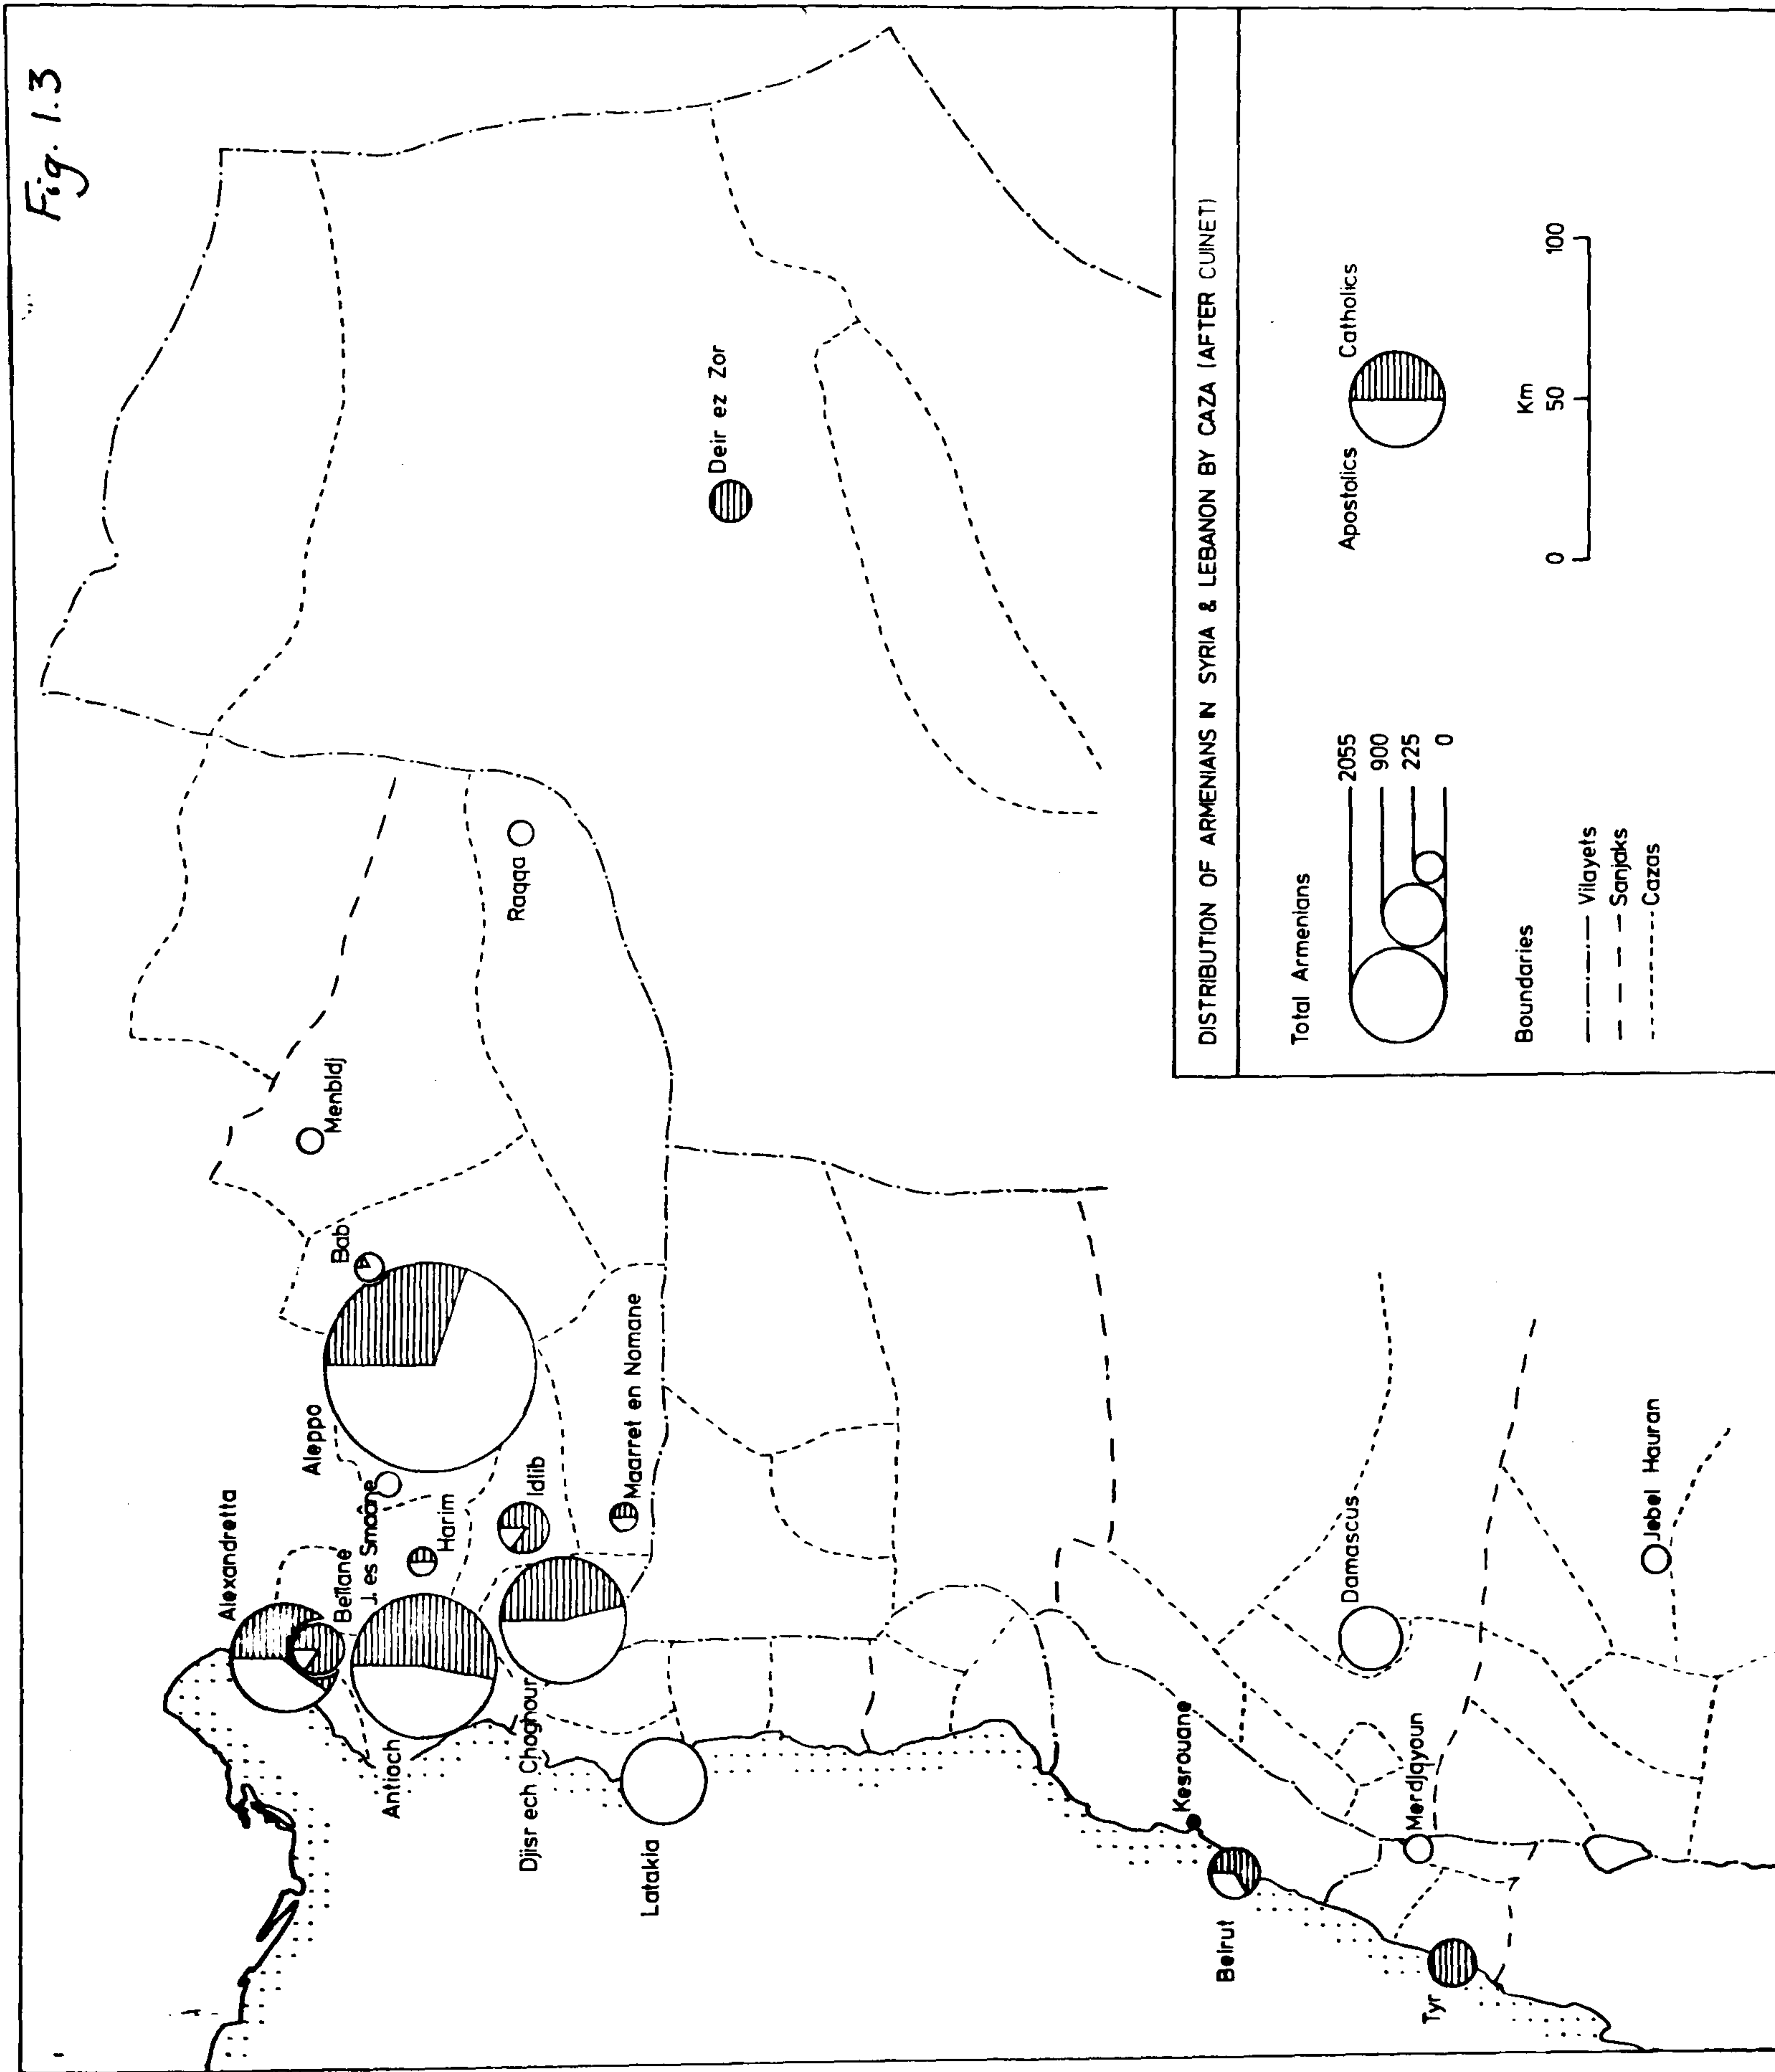 Fig. 1.3
Alexandretta
Beïlane
J. es Smaâne
Aleppo
Bab
Menbidj
Raqqa
Harim
Idlib
Maarret en Nomane
Antioch
Djisr ech Choghour
Latakia
Deir ez Zor
Kesrouane
Beirut
Tyr
Merdjayoun
Damascus
Jebel Hauran
DISTRIBUTION OF ARMENIANS IN SYRIA & LEBANON BY CAZA (AFTER CUINET)
Total Armenians
2055
900
225
0
Apostolics Catholics
Boundaries
Vilayets
Sanjaks
Cazas
Km
0 50 100